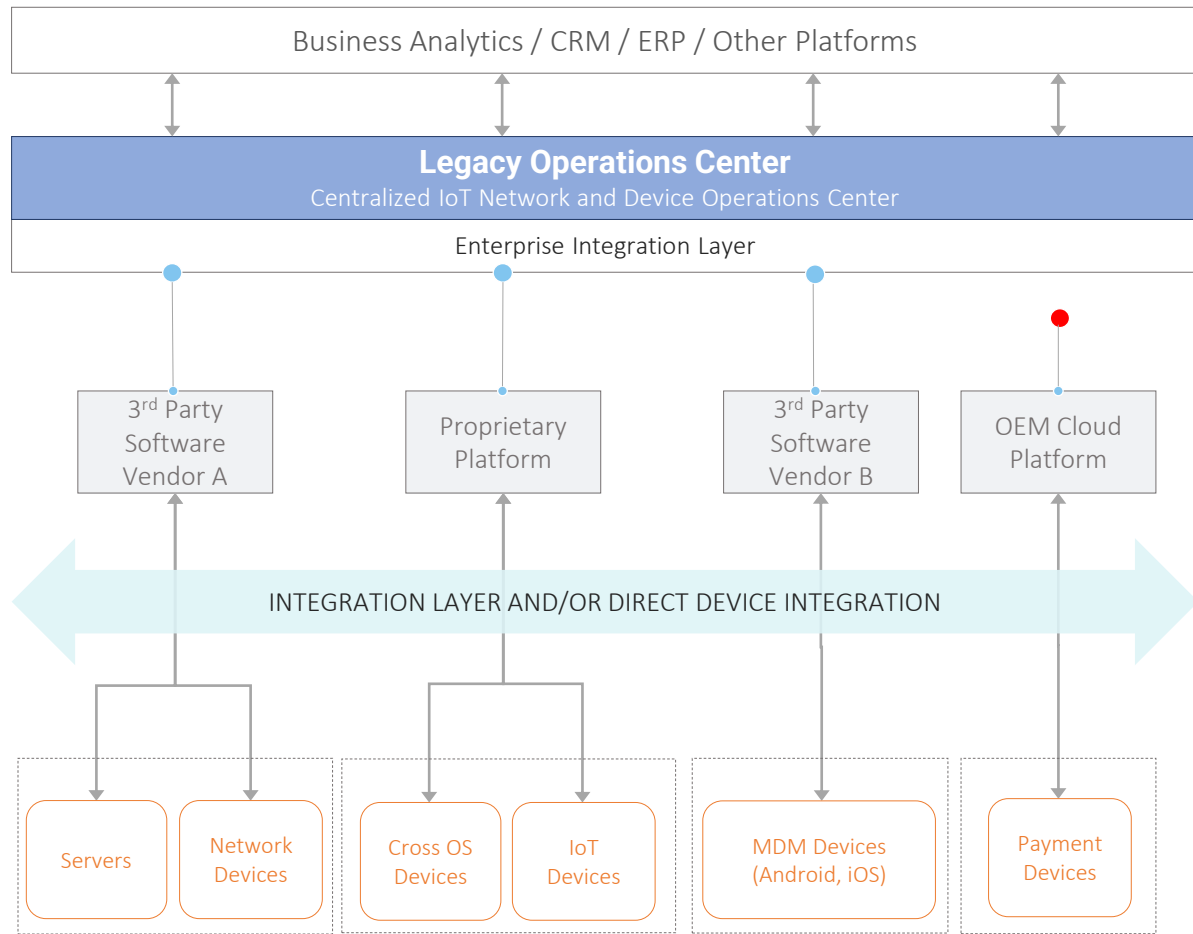 Business Analytics / CRM / ERP / Other Platforms
Legacy Operations Center
Centralized IoT Network and Device Operations Center
Enterprise Integration Layer
3rd Party
Software
Vendor A
Proprietary
Platform
3rd Party
Software
Vendor B
OEM Cloud
Platform
INTEGRATION LAYER AND/OR DIRECT DEVICE INTEGRATION
Servers
Network
Devices
Cross OS
Devices
IoT
Devices
MDM Devices
(Android, iOS)
Payment
Devices